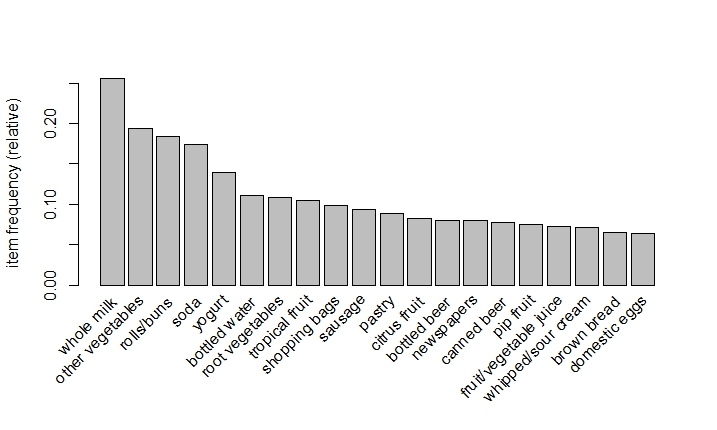 item frequency (relative)
0.20
0.10
0.00
whole milk
other vegetables
rolls/buns
soda
yogurt
bottled water
root vegetables
tropical fruit
shopping bags
sausage
pastry
citrus fruit
bottled beer
newspapers
canned beer
pip fruit
fruit/vegetable juice
whipped/sour cream
brown bread
domestic eggs